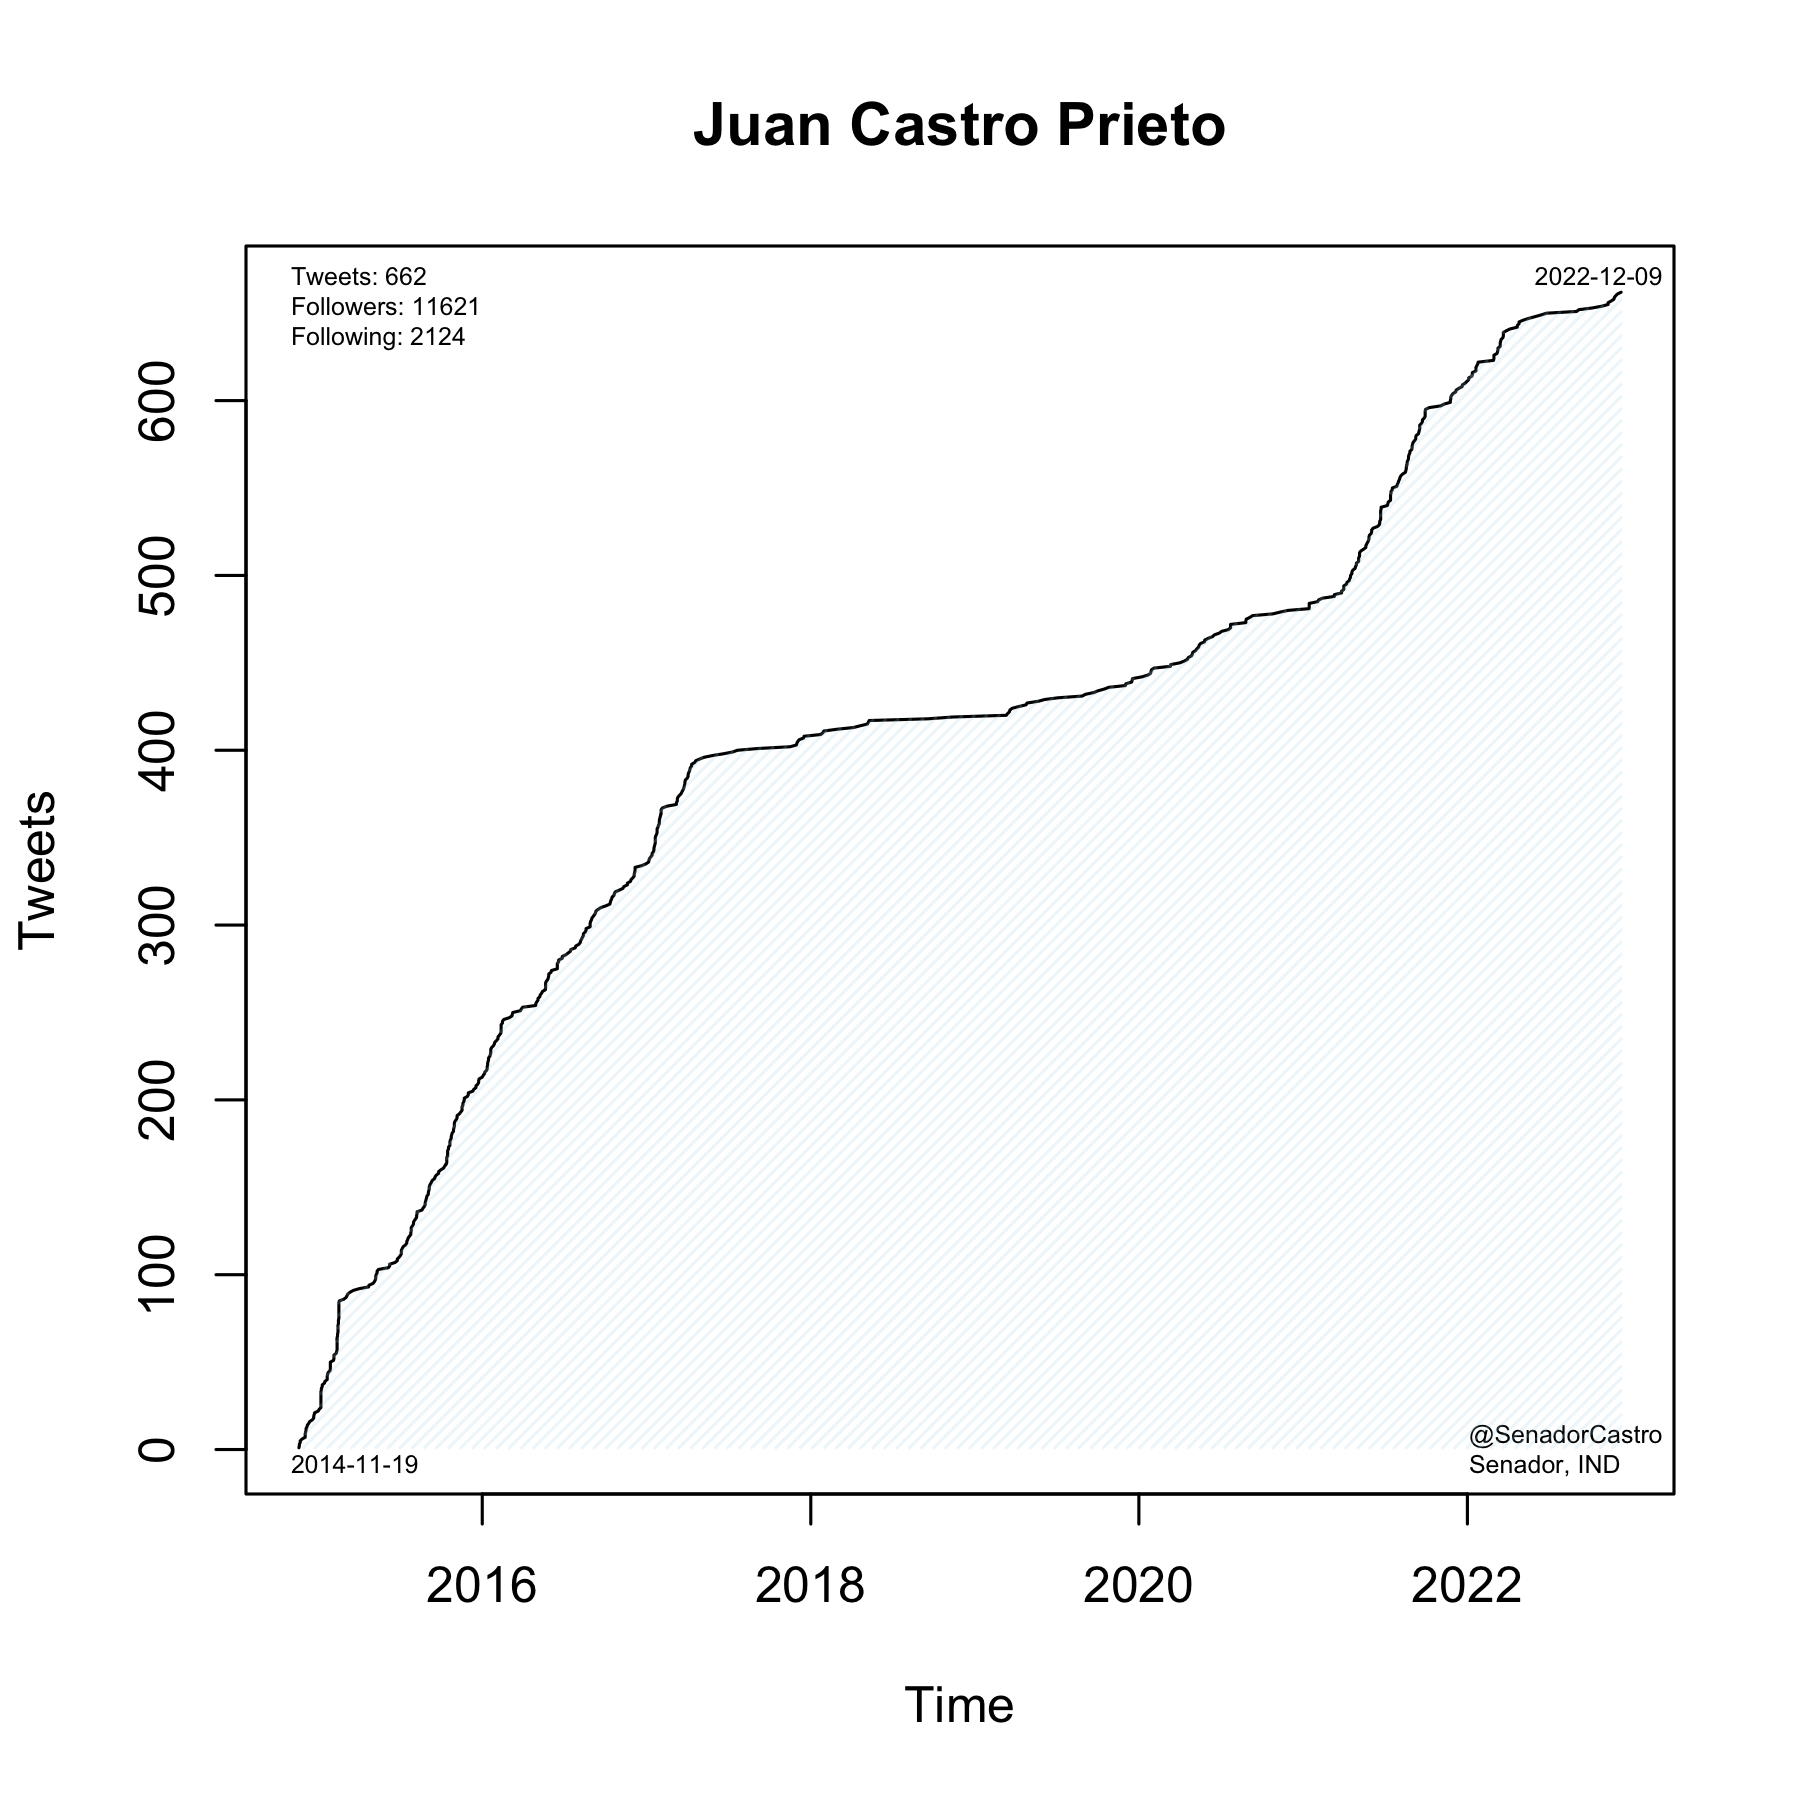 Juan Castro Prieto
Tweets: 662
Followers: 11621
Following: 2124
2022-12-09
Tweets
600
500
400
300
200
100
0
2014-11-19
@SenadorCastro
Senador, IND
2016 2018 2020 2022
Time